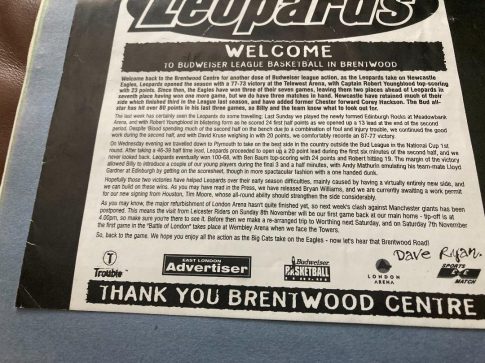 Leopards
WELCOME
TO BUDWEISER LEAGUE BASKETBALL IN BRENTWOOD
Welcome back to the Brentwood Centre for another dose of Budweiser league action, as the Leopards take on Newcastle
Eagles. Leopards opened the season with a 77-73 victory at the Telewest Arena, with Captain Robert Youngblood top-scoring
with 23 points. Since then, the Eagles have won three of their seven games, leaving them two places ahead of Leopards in
seventh place having won one more game, but we do have three matches in hand. Newcastle have retained much of their
side which finished third in the League last season, and have added former Chester forward Corey Hackson. The Bud all-
star has hit over 80 points in his last three games, so Billy and the team know what to look out for.
The last week has certainly seen the Leopards do some travelling: Last Sunday we played the newly formed Edinburgh Rocks at Meadowbank
Arena, and with Robert Youngblood in blistering form as he scored 24 first half points as we opened up a 13 lead at the end of the second
period. Despite Blood spending much of the second half on the bench due to a combination of foul and injury trouble, we continued the good
work during the second half, and with David Kruse weighing in with 20 points, we comfortably recorde an 87-77 victory.
On Wednesday evening we travelled down to Plymouth to take on the best side in the country outside the Budweiser League in the National Cup 1st
round. After taking a 45-39 half time lead, Leopards proceeded to open up a 20 point lead during the first six minutes of the second half, and we
never looked back. Leopards eventually won 100-68, with Ben Baum top-scoring with 24 points and Robert hitting 19. The margin of the victory
allowed Billy to introduce a couple of our young players during the final 3 and a half minutes, with Andy Mathurin emulating his team-mate Lloyd
Gardner at Edinburgh by getting on the scoresheet, though in more spectacular fashion with a one handed dunk.
Hopefully those two victories have helped Leopards over their early season difficulties, mainly caused by having a virtually entirely new side, and
we can build on these wins. As you may have read in the Press, we have released Bryan Williams, and we are currently awaiting a work permit
for our new signing from Houston, Tim Moore, whose all-round ability should strengthen the side considerably.
As you may know, the major refurbishment of London Arena hasn't quite finished yet, so next week's clash against Manchester giants has been
postponed. This means the visit from Leicester Riders on Sunday 8th November will be our first game back at our main home - tip-off is at
4.00pm, so make sure you're there to see it. Before then we make a re-arranged trip to Worthing next Saturday, and on Saturday 7th November
the first game in the "Battle of London" takes place at Wembley Arena when we face the Towers.
So, back to the game. We hope you enjoy all the action as the Big Cats take on the Eagles - now let's hear that Brentwood Road!
Dave Ryan.
T
Trouble
EAST LONDON
Advertiser
Budweiser
BASKETBALL
LONDON
ARENA
SPORTS
MATCH
THANK YOU BRENTWOOD CENTRE